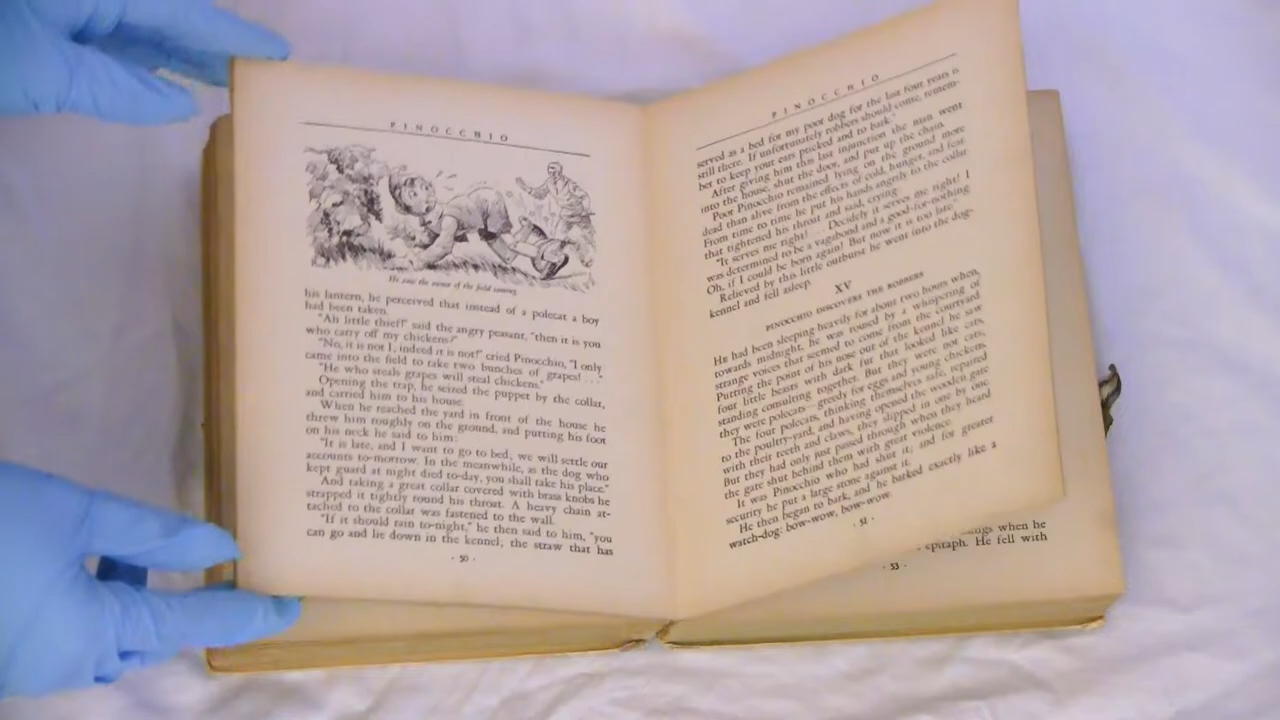 PINOCCHIO
He saw the owner of the field coming
his lantern, he perceived that instead of a polecat a boy
had been taken.
"Ah little thief!" said the angry peasant, "then it is you
who carry off my chickens?"
"No, it is not I, indeed it is not!" cried Pinocchio, "I only
came into the field to take two bunches of grapes! . . ."
"He who steals grapes will steal chickens."
Opening the trap, he seized the puppet by the collar,
and carried him to his house.
When he reached the yard in front of the house he
threw him roughly on the ground, and putting his foot
on his neck he said to him:
"It is late, and I want to go to bed; we will settle our
accounts to-morrow. In the meanwhile, as the dog who
kept guard at night died to-day, you shall take his place."
And taking a great collar covered with brass knobs he
strapped it tightly round his throat. A heavy chain at-
tached to the collar was fastened to the wall.
"If it should rain to-night," he then said to him, "you
can go and lie down in the kennel; the straw that has
· 50 ·
PINOCCHIO
served as a bed for my poor dog for the last four years is
still there. If unfortunately robbers should come, remem-
ber to keep your ears pricked and to bark."
After giving him this last injunction the man went
into the house, shut the door, and put up the chain.
Poor Pinocchio remained lying on the ground more
dead than alive from the effects of cold, hunger, and fear.
From time to time he put his hands angrily to the collar
that tightened his throat and said, crying:
"It serves me right! . . . Decidedly it serves me right! I
was determined to be a vagabond and a good-for-nothing.
Oh, if I could be born again! But now it is too late."
Relieved by this little outburst he went into the dog-
kennel and fell asleep.
XV
PINOCCHIO DISCOVERS THE ROBBERS
He had been sleeping heavily for about two hours when,
towards midnight, he was roused by a whispering of
strange voices that seemed to come from the courtyard
Putting the point of his nose out of the kennel he saw
four little beasts with dark fur that looked like cats,
standing consulting together. But they were not cats;
they were polecats—greedy for eggs and young chickens.
The four polecats, thinking themselves safe, repaired
to the poultry-yard, and having opened the wooden gate
with their teeth and claws, they slipped in one by one.
But they had only just passed through when they heard
the gate shut behind them with great violence.
It was Pinocchio who had shut it; and for greater
security he put a large stone against it.
He then began to bark, and he barked exactly like a
watch-dog: bow-wow, bow-wow.
· 51 ·
when he
epitaph. He fell with
· 53 ·